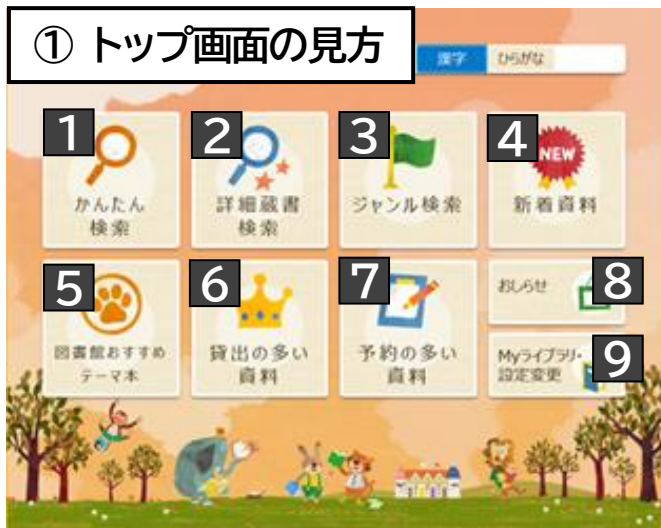 ① トップ画面の見方
漢字 ひらがな
1
かんたん
検索
2
詳細蔵書
検索
3
ジャンル検索
4
NEW
新着資料
5
図書館おすすめ
テーマ本
6
貸出の多い
資料
7
予約の多い
資料
おしらせ
8
Myライブラリ・
設定変更
9